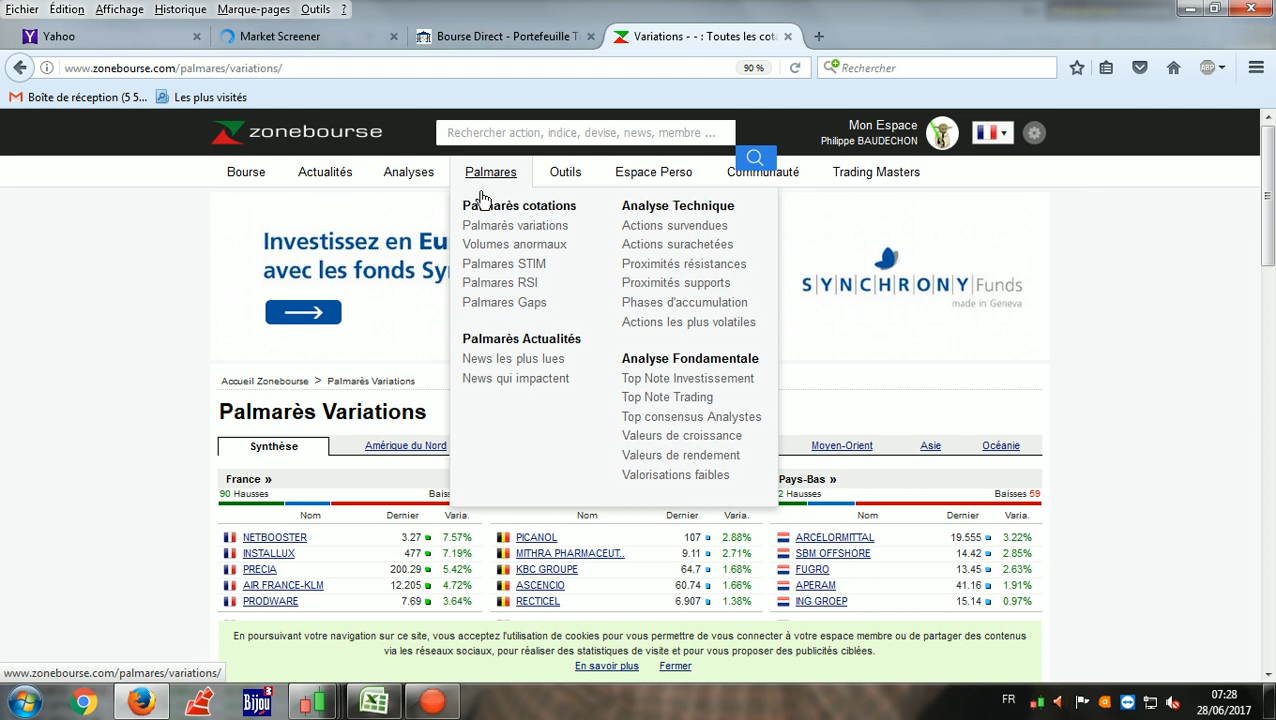 Fichier Édition Affichage Historique Marque-pages Outils ?
Yahoo
Market Screener
Bourse Direct - Portefeuille T
Variations - - : Toutes les cot
www.zonebourse.com/palmares/variations/
90 %
Rechercher
ABP
Boîte de réception (5 5...
Les plus visités
zonebourse
Rechercher action, indice, devise, news, membre ...
Mon Espace
Philippe BAUDECHON
Bourse Actualités Analyses Palmares Outils Espace Perso Communauté Trading Masters
Investissez en Eu
avec les fonds Sy
SYNCHRONY Funds
made in Geneva
Palmarès cotations
Palmarès variations
Volumes anormaux
Palmares STIM
Palmares RSI
Palmares Gaps
Palmarès Actualités
News les plus lues
News qui impactent
Analyse Technique
Actions survendues
Actions surachetées
Proximités résistances
Proximités supports
Phases d'accumulation
Actions les plus volatiles
Analyse Fondamentale
Top Note Investissement
Top Note Trading
Top consensus Analystes
Valeurs de croissance
Valeurs de rendement
Valorisations faibles
Accueil Zonebourse > Palmarès Variations
Palmarès Variations
Synthèse Amérique du Nord Moyen-Orient Asie Océanie
France »
90 Hausses Baiss
Nom Dernier Varia.
NETBOOSTER 3.27 7.57%
INSTALLUX 477 7.19%
PRECIA 200.29 5.42%
AIR FRANCE-KLM 12.205 4.72%
PRODWARE 7.69 3.64%
Nom Dernier Varia.
PICANOL 107 2.88%
MITHRA PHARMACEUT.. 9.11 2.71%
KBC GROUPE 64.7 1.68%
ASCENCIO 60.74 1.66%
RECTICEL 6.907 1.38%
Pays-Bas »
2 Hausses Baisses 59
Nom Dernier Varia.
ARCELORMITTAL 19.555 3.22%
SBM OFFSHORE 14.42 2.85%
FUGRO 13.45 2.63%
APERAM 41.16 1.91%
ING GROEP 15.14 0.97%
En poursuivant votre navigation sur ce site, vous acceptez l'utilisation de cookies pour vous permettre de vous connecter à votre espace membre ou de partager des contenus
via les réseaux sociaux, pour réaliser des statistiques de visite et pour vous proposer des publicités ciblées.
En savoir plus Fermer
www.zonebourse.com/palmares/variations/
Bijou 3
FR
07:28
28/06/2017